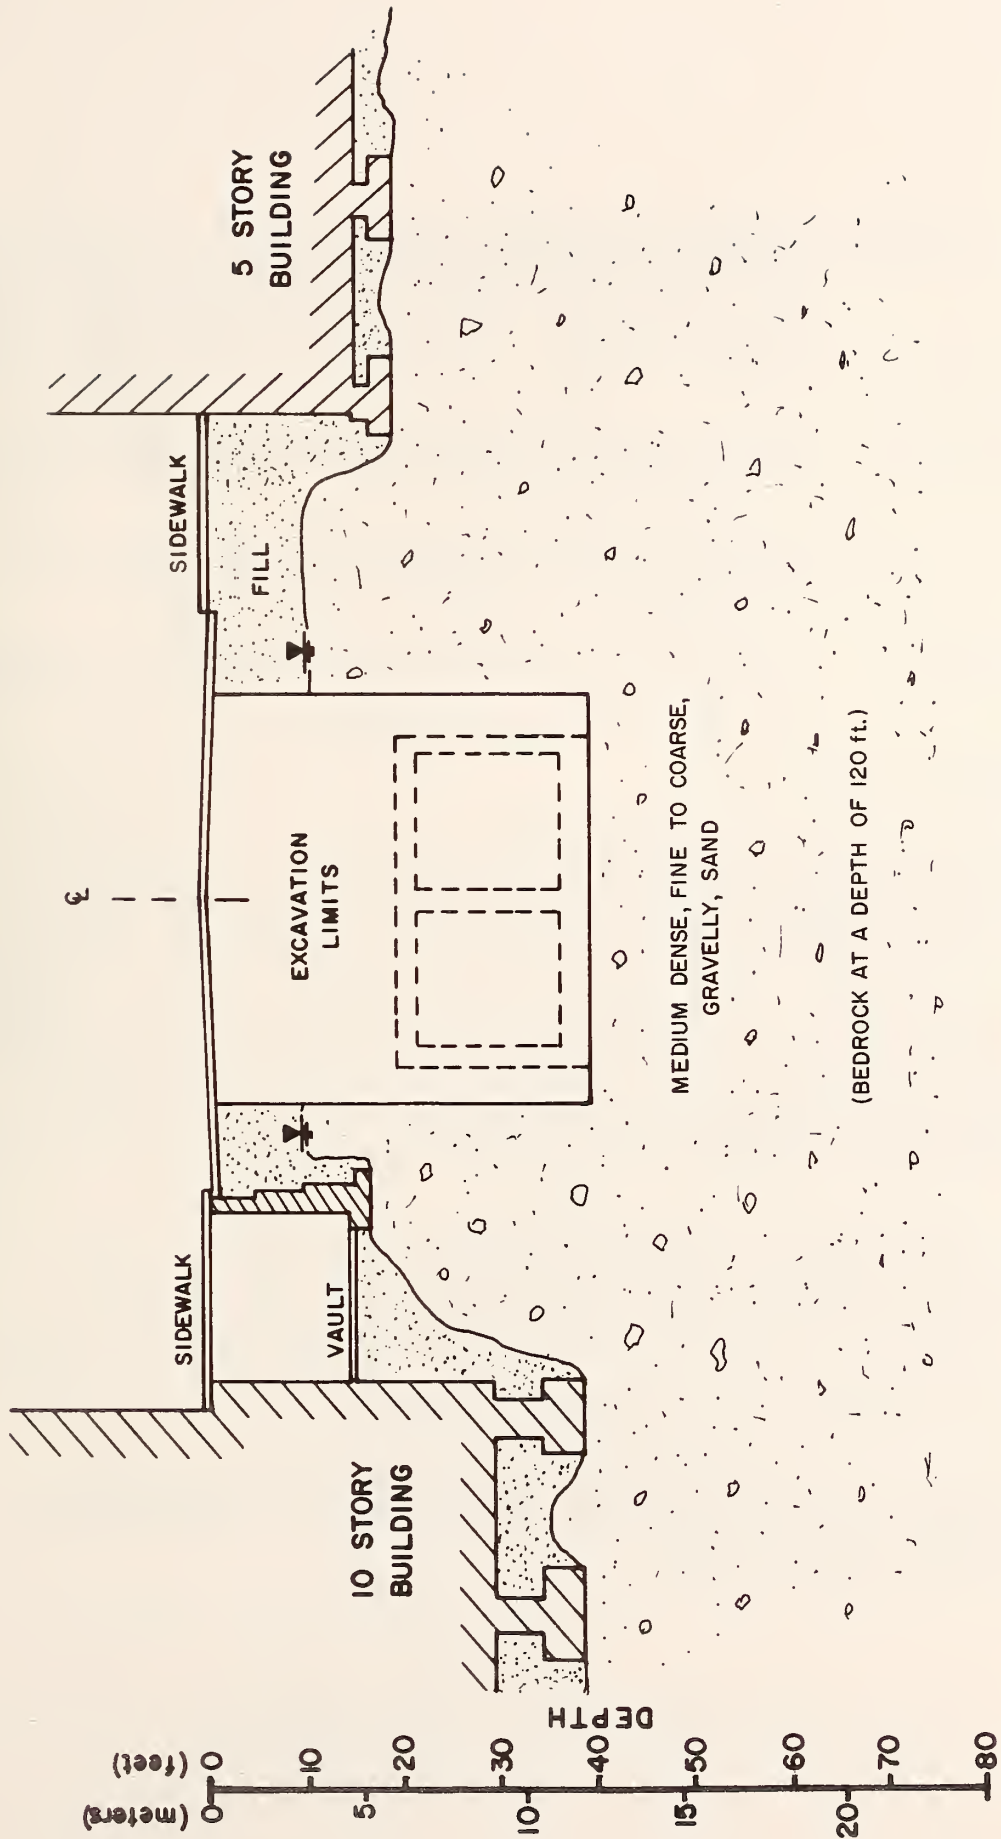 SIDEWALK
SIDEWALK
℄
FILL
EXCAVATION
LIMITS
VAULT
10 STORY
BUILDING
5 STORY
BUILDING
MEDIUM DENSE, FINE TO COARSE,
GRAVELLY, SAND
(BEDROCK AT A DEPTH OF 120 ft.)
DEPTH
(meters)
(feet)
0
5
10
15
20
0
10
20
30
40
50
60
70
80